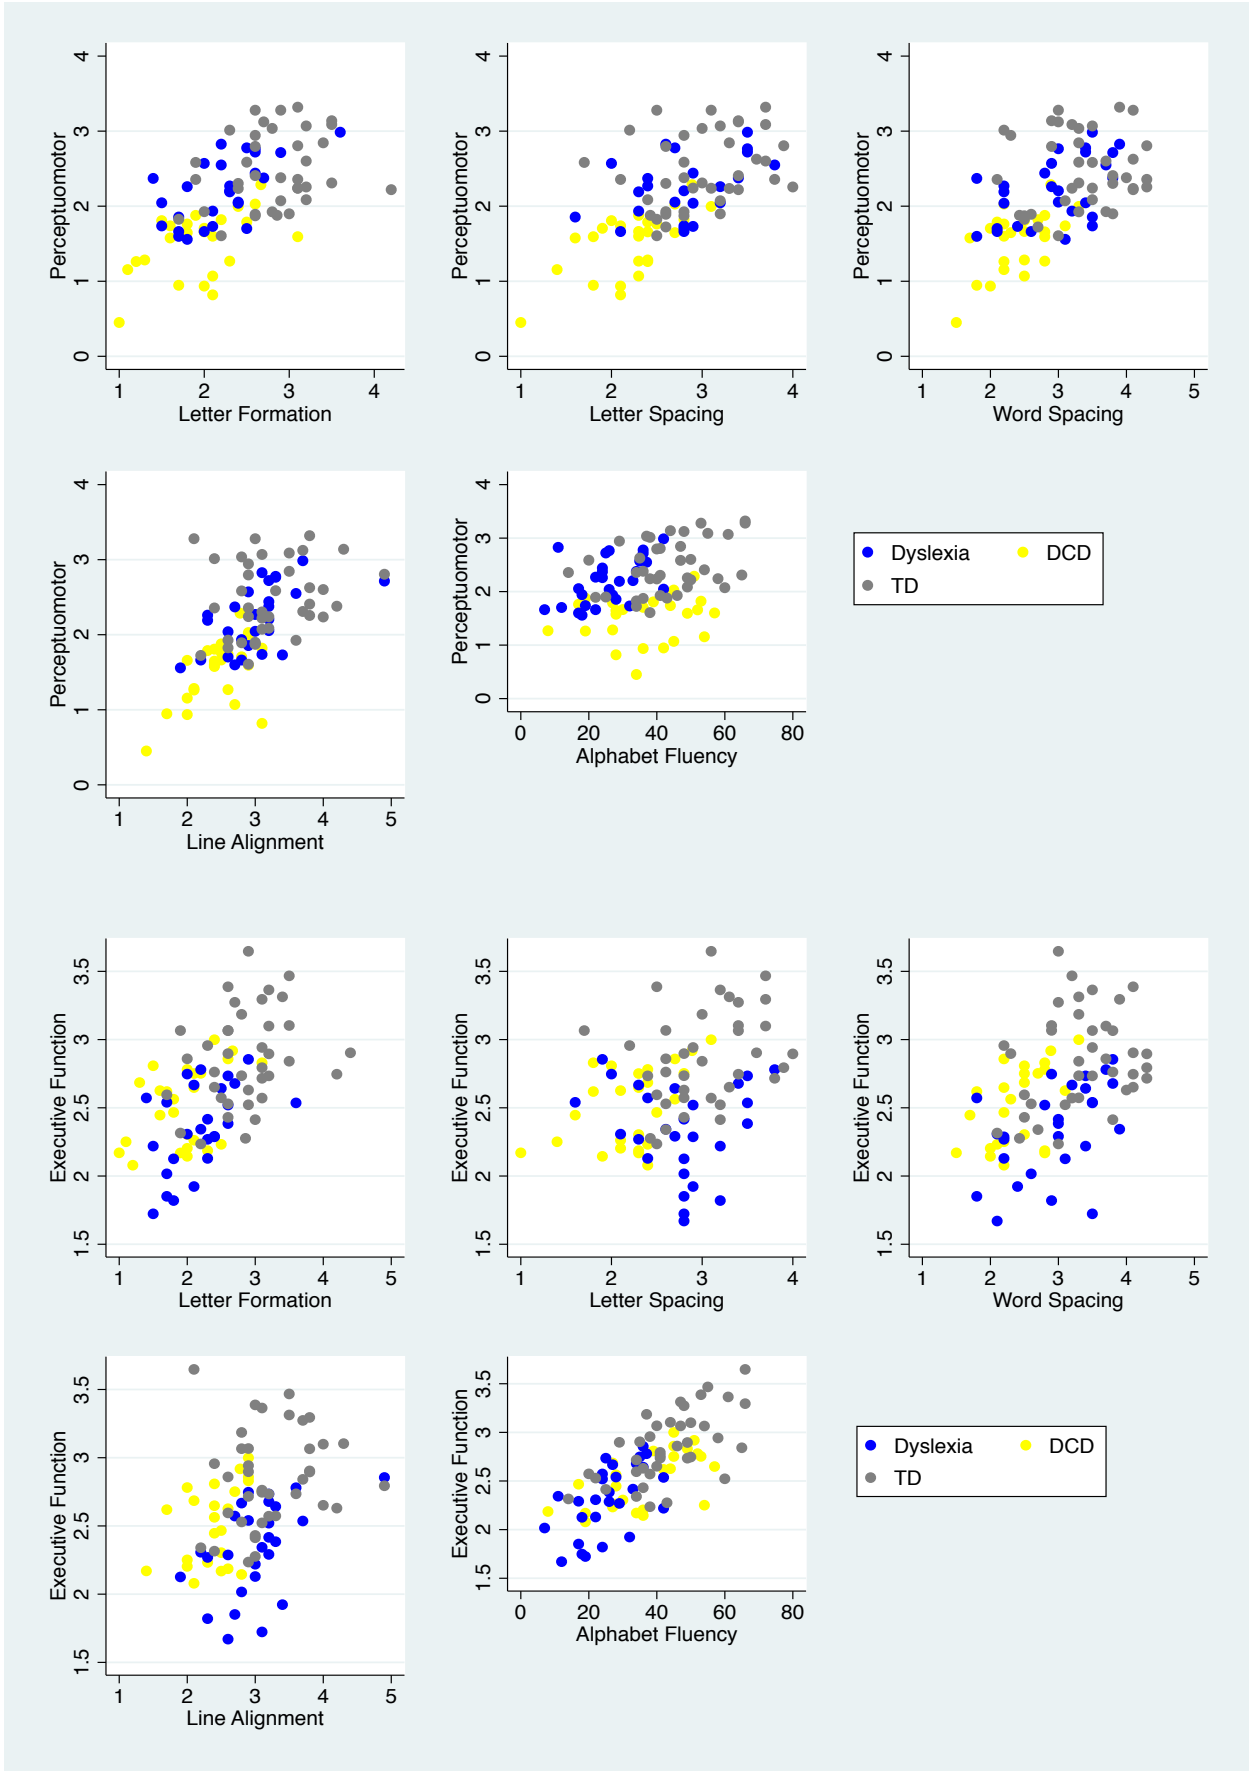 Perceptuomotor
4
3
2
1
0
1 2 3 4
Letter Formation
Perceptuomotor
4
3
2
1
0
1 2 3 4
Letter Spacing
Perceptuomotor
4
3
2
1
0
1 2 3 4 5
Word Spacing
Perceptuomotor
4
3
2
1
0
1 2 3 4 5
Line Alignment
Perceptuomotor
4
3
2
1
0
0 20 40 60 80
Alphabet Fluency
Dyslexia DCD
TD
Executive Function
3.5
3
2.5
2
1.5
1 2 3 4 5
Letter Formation
Executive Function
3.5
3
2.5
2
1.5
1 2 3 4
Letter Spacing
Executive Function
3.5
3
2.5
2
1.5
1 2 3 4 5
Word Spacing
Executive Function
3.5
3
2.5
2
1.5
1 2 3 4 5
Line Alignment
Executive Function
3.5
3
2.5
2
1.5
0 20 40 60 80
Alphabet Fluency
Dyslexia DCD
TD